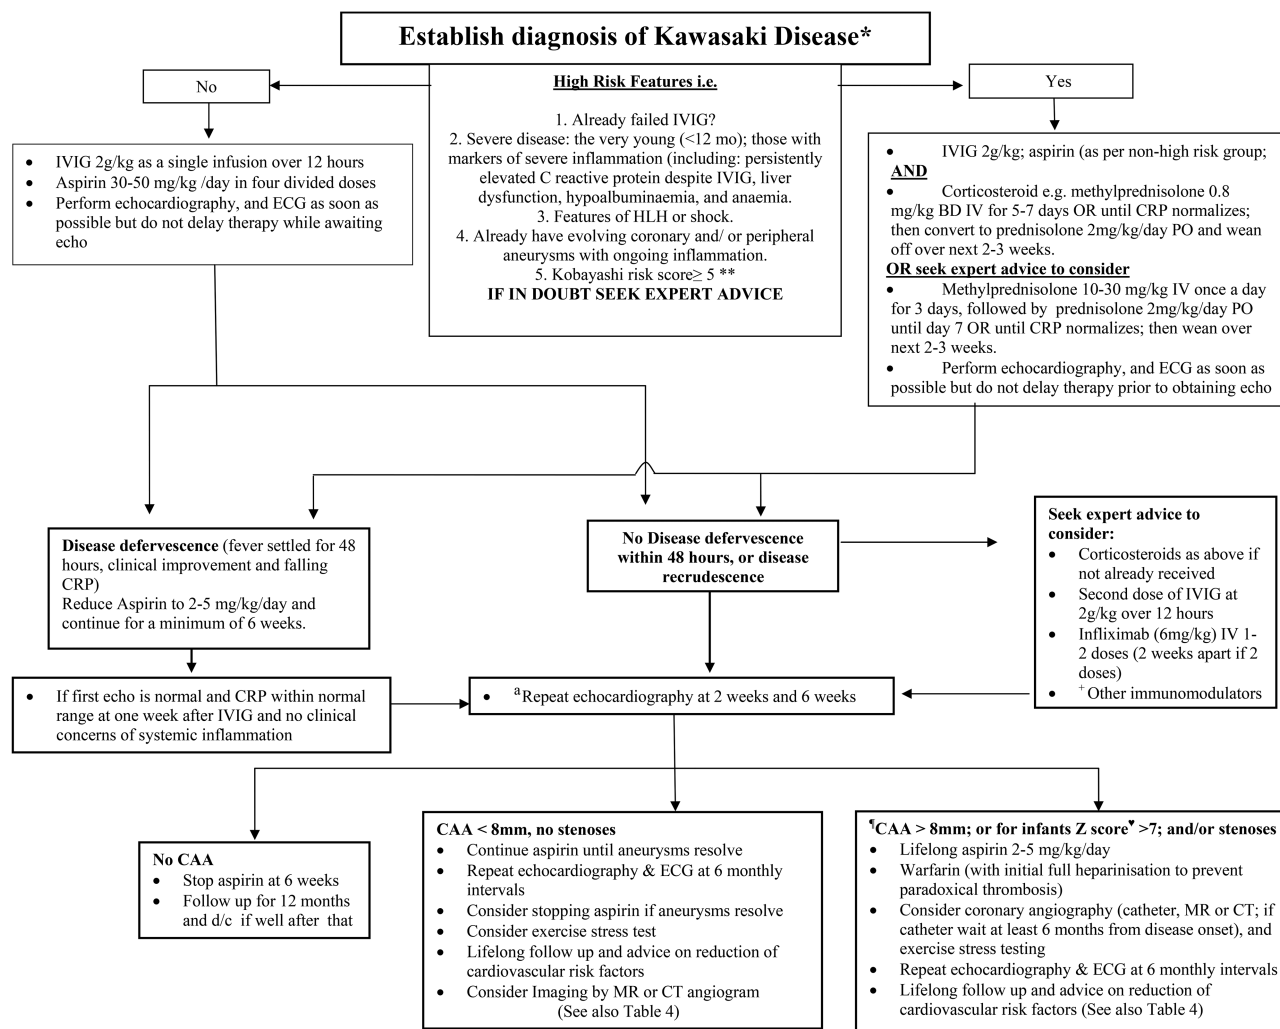 Establish diagnosis of Kawasaki Disease*
No
High Risk Features i.e.
1. Already failed IVIG?
2. Severe disease: the very young (<12 mo); those with
markers of severe inflammation (including: persistently
elevated C reactive protein despite IVIG, liver
dysfunction, hypoalbuminaemia, and anaemia.
3. Features of HLH or shock.
4. Already have evolving coronary and/ or peripheral
aneurysms with ongoing inflammation.
5. Kobayashi risk score≥ 5 **
IF IN DOUBT SEEK EXPERT ADVICE
Yes
• IVIG 2g/kg as a single infusion over 12 hours
• Aspirin 30-50 mg/kg /day in four divided doses
• Perform echocardiography, and ECG as soon as
possible but do not delay therapy while awaiting
echo
• IVIG 2g/kg; aspirin (as per non-high risk group;
AND
• Corticosteroid e.g. methylprednisolone 0.8
mg/kg BD IV for 5-7 days OR until CRP normalizes;
then convert to prednisolone 2mg/kg/day PO and wean
off over next 2-3 weeks.
OR seek expert advice to consider
• Methylprednisolone 10-30 mg/kg IV once a day
for 3 days, followed by prednisolone 2mg/kg/day PO
until day 7 OR until CRP normalizes; then wean over
next 2-3 weeks.
• Perform echocardiography, and ECG as soon as
possible but do not delay therapy prior to obtaining echo
Disease defervescence (fever settled for 48
hours, clinical improvement and falling
CRP)
Reduce Aspirin to 2-5 mg/kg/day and
continue for a minimum of 6 weeks.
No Disease defervescence
within 48 hours, or disease
recrudescence
Seek expert advice to
consider:
• Corticosteroids as above if
not already received
• Second dose of IVIG at
2g/kg over 12 hours
• Infliximab (6mg/kg) IV 1-
2 doses (2 weeks apart if 2
doses)
• + Other immunomodulators
• If first echo is normal and CRP within normal
range at one week after IVIG and no clinical
concerns of systemic inflammation
• a Repeat echocardiography at 2 weeks and 6 weeks
No CAA
• Stop aspirin at 6 weeks
• Follow up for 12 months
and d/c if well after that
CAA < 8mm, no stenoses
• Continue aspirin until aneurysms resolve
• Repeat echocardiography & ECG at 6 monthly
intervals
• Consider stopping aspirin if aneurysms resolve
• Consider exercise stress test
• Lifelong follow up and advice on reduction of
cardiovascular risk factors
• Consider Imaging by MR or CT angiogram
(See also Table 4)
¶CAA > 8mm; or for infants Z score♥ >7; and/or stenoses
• Lifelong aspirin 2-5 mg/kg/day
• Warfarin (with initial full heparinisation to prevent
paradoxical thrombosis)
• Consider coronary angiography (catheter, MR or CT; if
catheter wait at least 6 months from disease onset), and
exercise stress testing
• Repeat echocardiography & ECG at 6 monthly intervals
• Lifelong follow up and advice on reduction of
cardiovascular risk factors (See also Table 4)